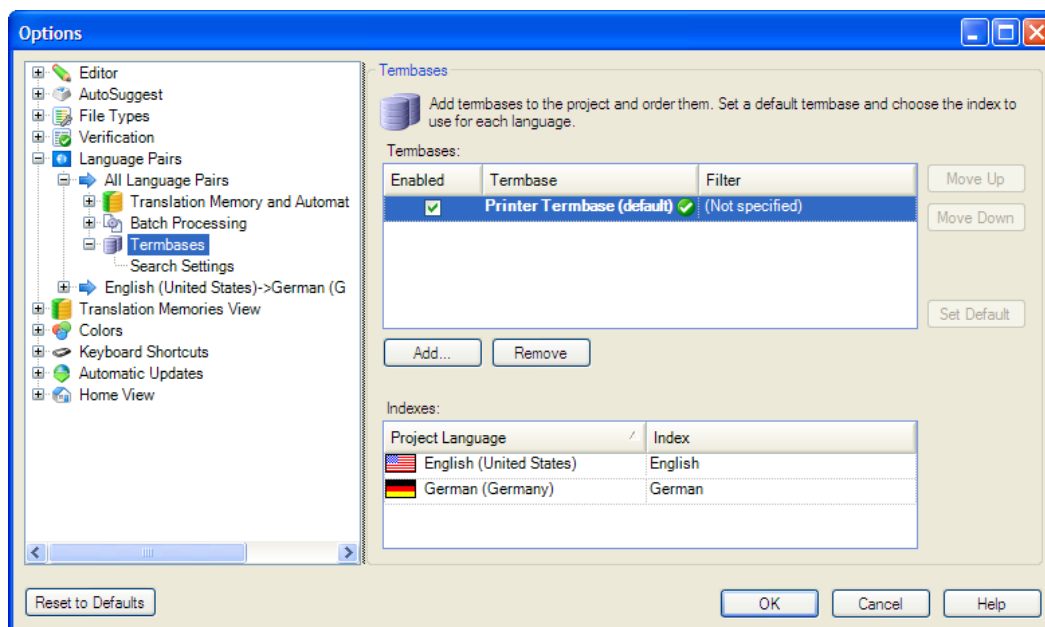 Options
Editor
AutoSuggest
File Types
Verification
Language Pairs
All Language Pairs
Translation Memory and Automat
Batch Processing
Termbases
Search Settings
English (United States)->German (G
Translation Memories View
Colors
Keyboard Shortcuts
Automatic Updates
Home View
Termbases
Add termbases to the project and order them. Set a default termbase and choose the index to
use for each language.
Termbases:
Enabled Termbase Filter
Printer Termbase (default) (Not specified)
Move Up
Move Down
Set Default
Add... Remove
Indexes:
Project Language Index
English (United States) English
German (Germany) German
Reset to Defaults OK Cancel Help